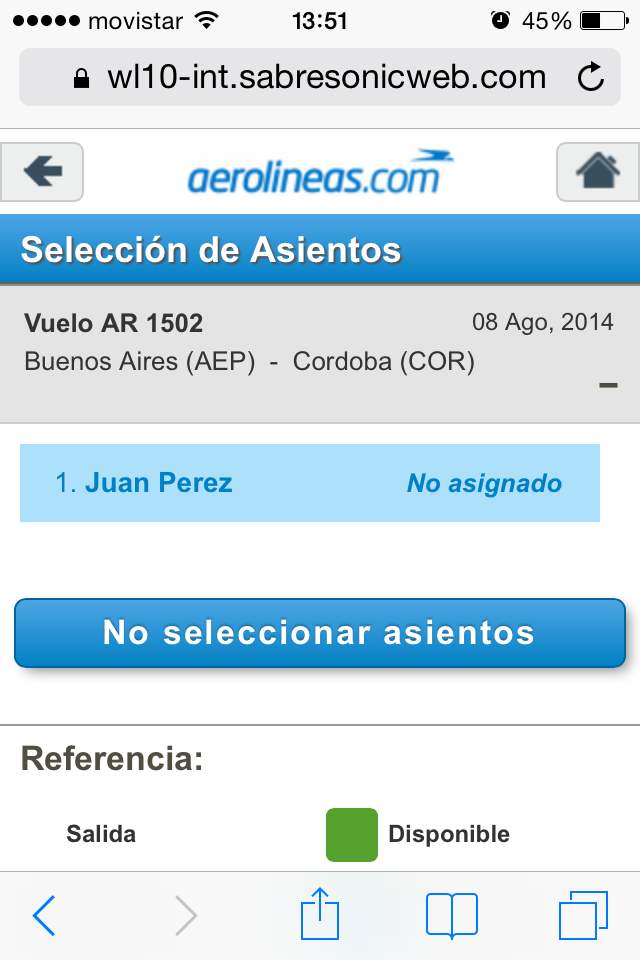 movistar 13:51 45%
wl10-int.sabresonicweb.com
aerolineas.com
Selección de Asientos
Vuelo AR 1502 08 Ago, 2014
Buenos Aires (AEP) - Cordoba (COR)
1. Juan Perez No asignado
No seleccionar asientos
Referencia:
Salida Disponible